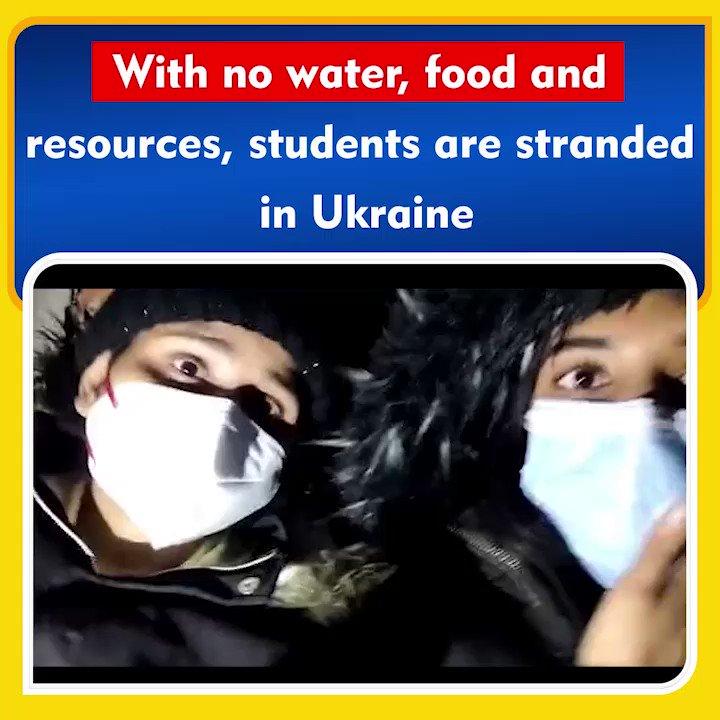 With no water, food and
resources, students are stranded
in Ukraine